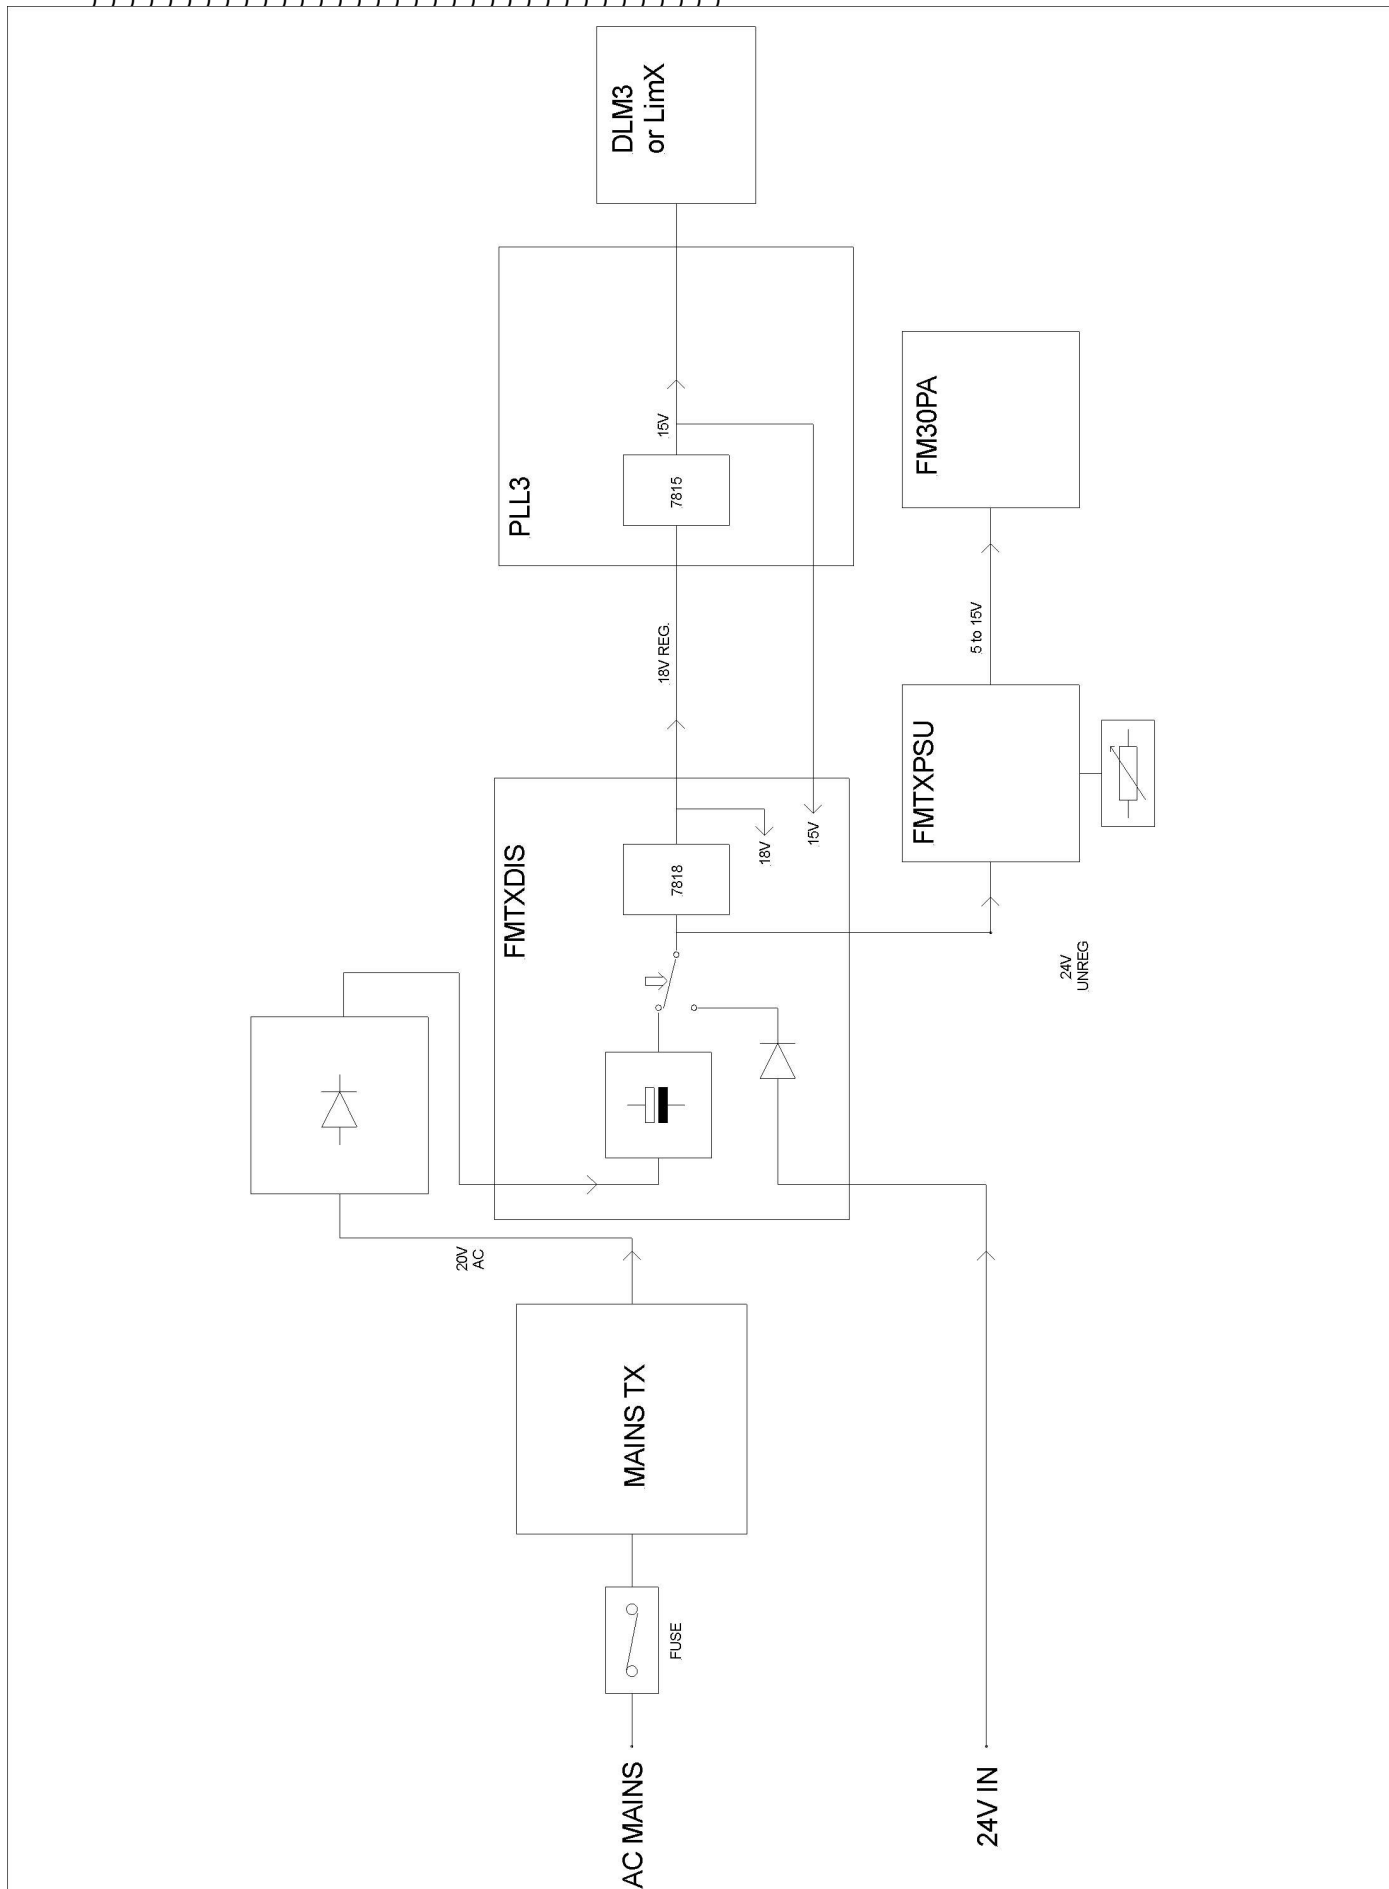 DLM3
or LimX
PLL3
15V
7815
18V REG.
FM30PA
5 to 15V
FMTXPSU
FMTXDIS
7818
18V
15V
24V
UNREG
20V
AC
MAINS TX
FUSE
AC MAINS
24V IN